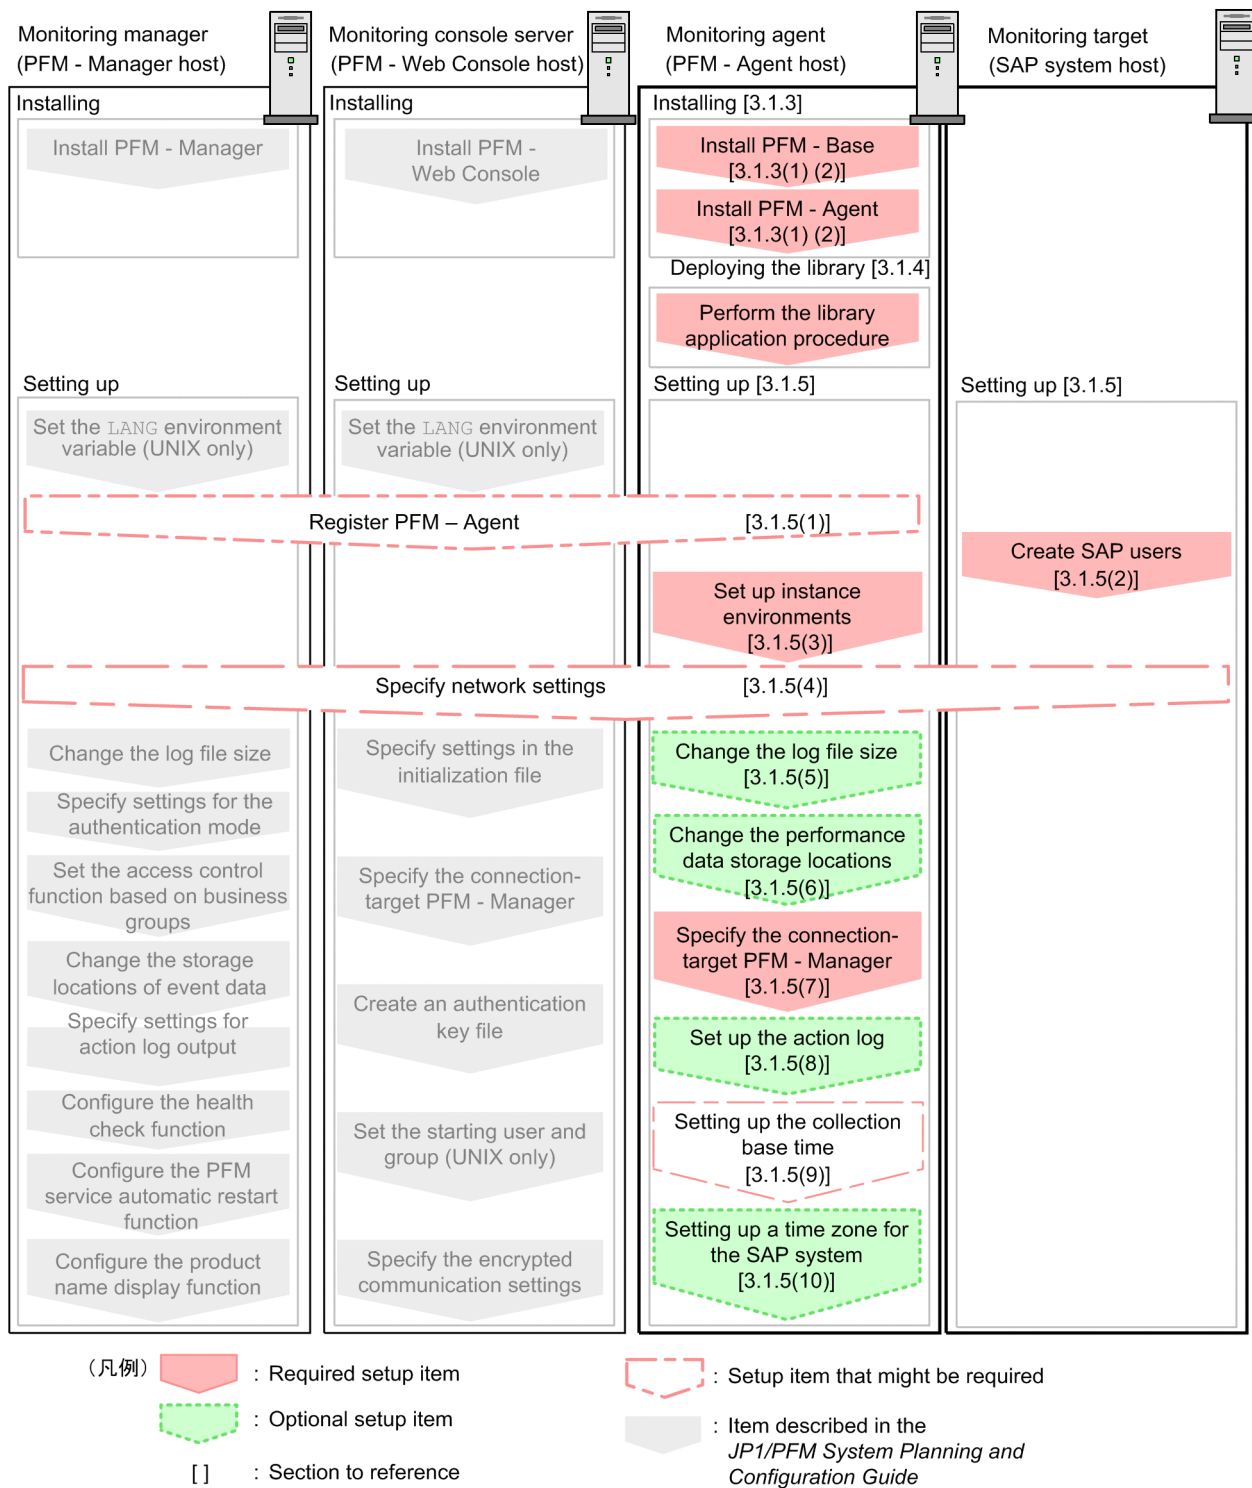 Monitoring manager
(PFM - Manager host)
Monitoring console server
(PFM - Web Console host)
Monitoring agent
(PFM - Agent host)
Monitoring target
(SAP system host)
Installing
Install PFM - Manager
Installing
Install PFM -
Web Console
Installing [3.1.3]
Install PFM - Base
[3.1.3(1) (2)]
Install PFM - Agent
[3.1.3(1) (2)]
Deploying the library [3.1.4]
Perform the library
application procedure
Setting up
Set the LANG environment
variable (UNIX only)
Setting up
Set the LANG environment
variable (UNIX only)
Setting up [3.1.5]
Setting up [3.1.5]
Register PFM – Agent [3.1.5(1)]
Create SAP users
[3.1.5(2)]
Set up instance
environments
[3.1.5(3)]
Specify network settings [3.1.5(4)]
Change the log file size
Specify settings for the
authentication mode
Set the access control
function based on business
groups
Change the storage
locations of event data
Specify settings for
action log output
Configure the health
check function
Configure the PFM
service automatic restart
function
Configure the product
name display function
Specify settings in the
initialization file
Specify the connection-
target PFM - Manager
Create an authentication
key file
Set the starting user and
group (UNIX only)
Specify the encrypted
communication settings
Change the log file size
[3.1.5(5)]
Change the performance
data storage locations
[3.1.5(6)]
Specify the connection-
target PFM - Manager
[3.1.5(7)]
Set up the action log
[3.1.5(8)]
Setting up the collection
base time
[3.1.5(9)]
Setting up a time zone for
the SAP system
[3.1.5(10)]
（凡例）
: Required setup item
: Optional setup item
[ ] : Section to reference
: Setup item that might be required
: Item described in the
JP1/PFM System Planning and
Configuration Guide